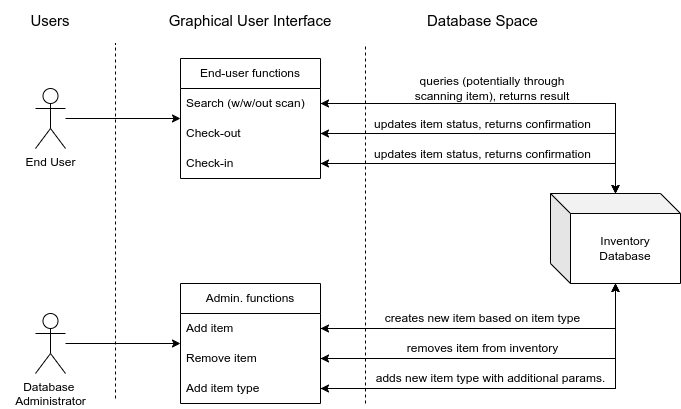 Users
Graphical User Interface
Database Space
End-user functions
Search (w/w/out scan)
Check-out
Check-in
queries (potentially through
scanning item), returns result
updates item status, returns confirmation
updates item status, returns confirmation
End User
Inventory
Database
Admin. functions
Add item
Remove item
Add item type
creates new item based on item type
removes item from inventory
adds new item type with additional params.
Database
Administrator